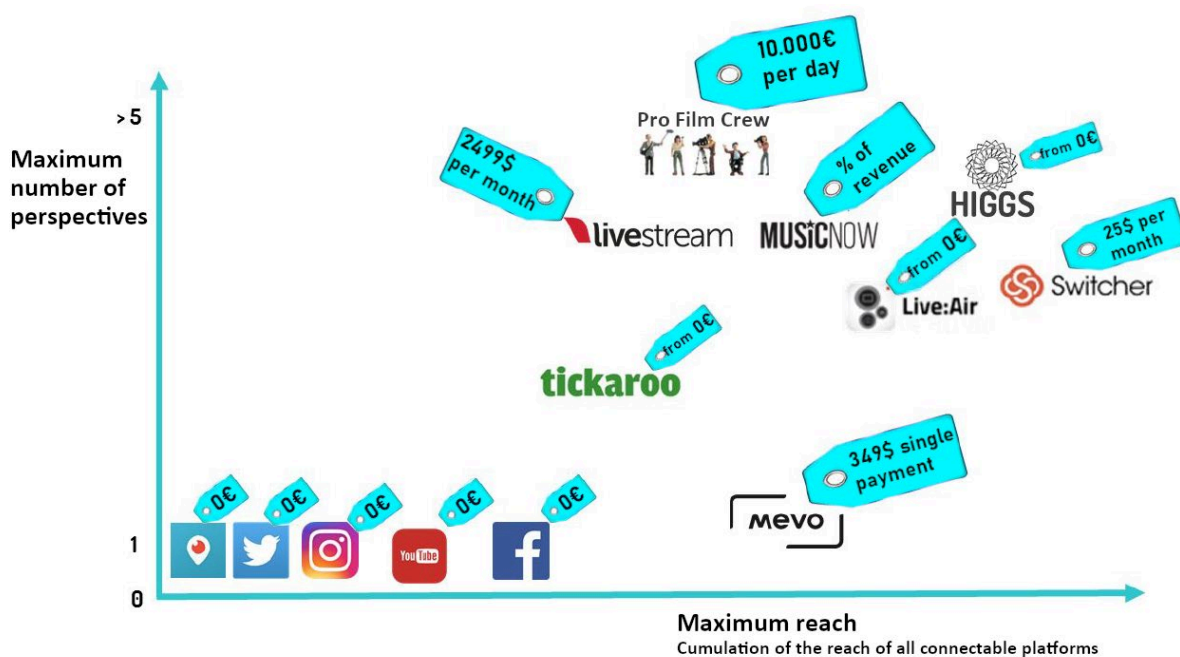 10.000€
per day
>5
Pro Film Crew
2499$
per month
% of
revenue
from 0€
Maximum
number of
perspectives
HIGGS
livestream
MUSICNOW
25$ per
month
from 0€
Switcher
Live:Air
from 0€
tickaroo
349$ single
payment
mevo
0€
0€
0€
0€
0€
1
You Tube
f
0
Maximum reach
Cumulation of the reach of all connectable platforms